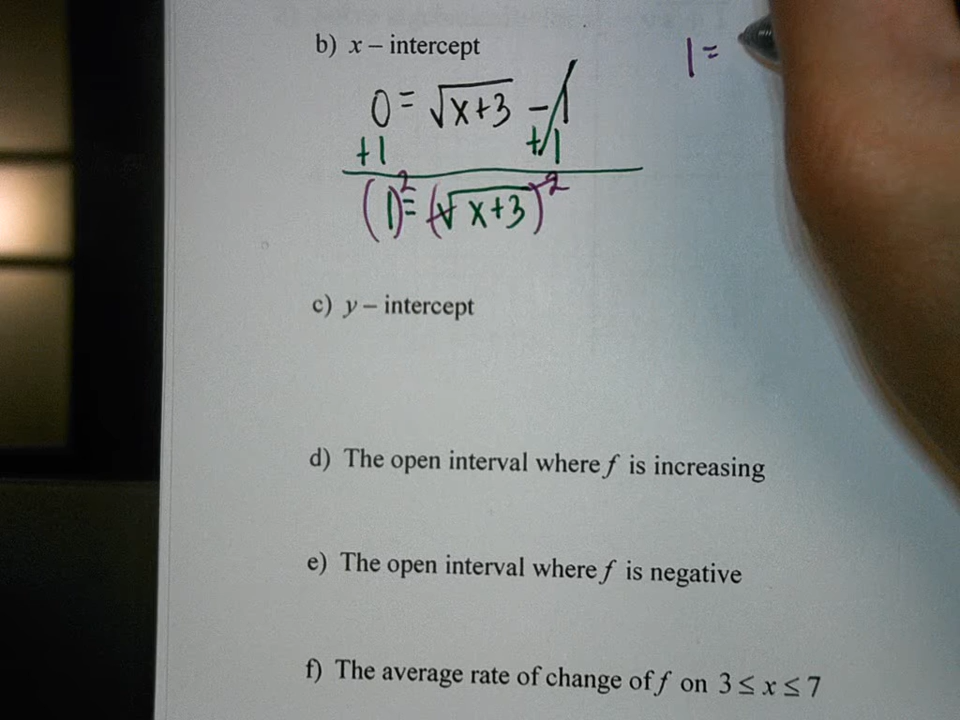 b) x – intercept
1 =
0 = √x+3 - 1
+1 +1
(1)² = (√x+3)²
c) y – intercept
d) The open interval where f is increasing
e) The open interval where f is negative
f) The average rate of change of f on 3 ≤ x ≤ 7